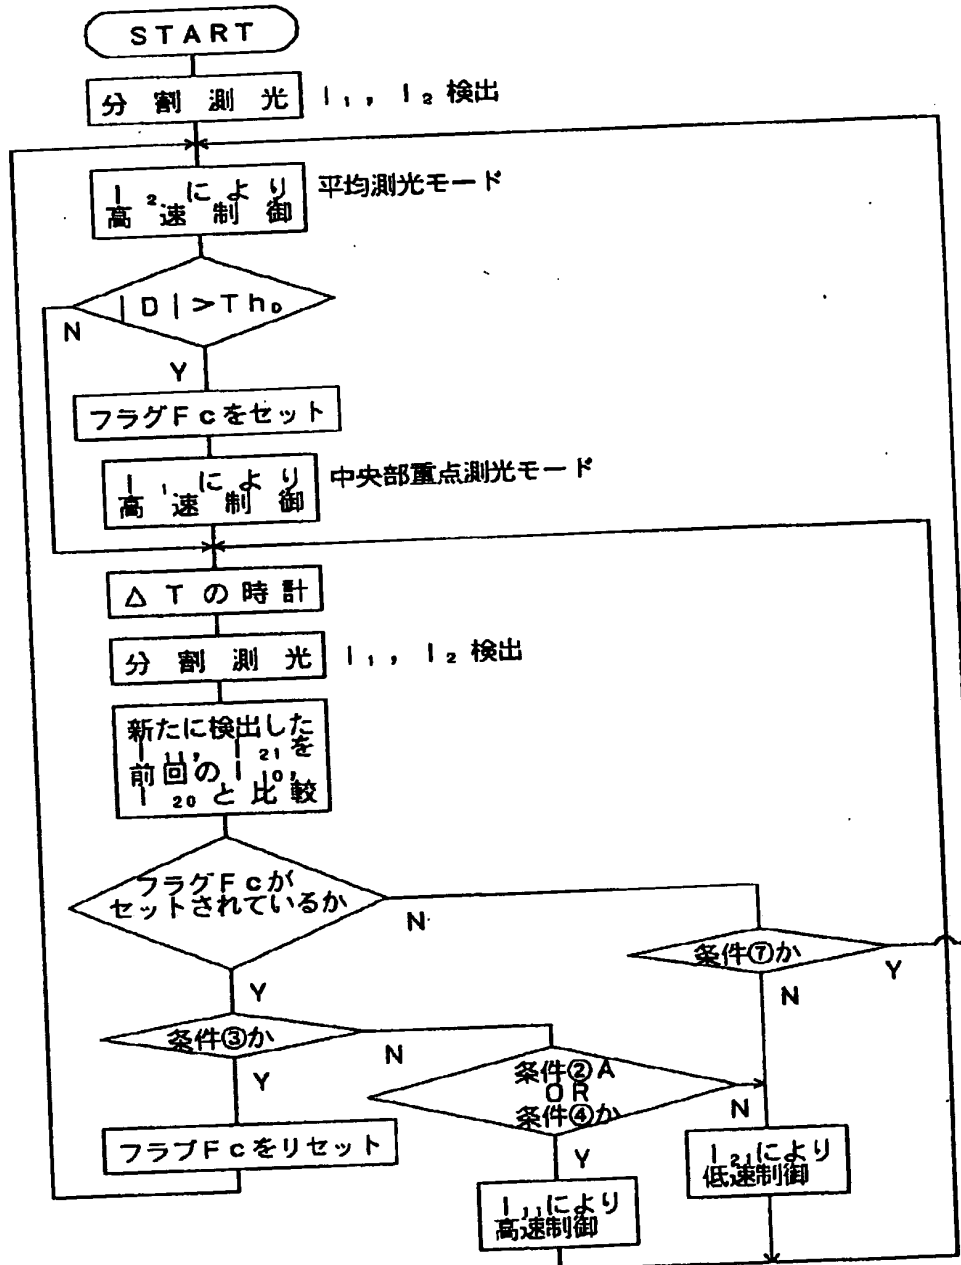 START
分割測光 I₁, I₂ 検出
I₂により 平均測光モード
高速制御
|D|>Th_D
N
Y
フラグFcをセット
I₁により 中央部重点測光モード
高速制御
△Tの時計
分割測光 I₁, I₂ 検出
新たに検出した
I₁₁, I₂₁を
前回のI₁₀,
I₂₀と比較
フラグFcが
セットされているか
N
Y
条件⑦か
Y
N
条件③か
N
Y
条件②A
OR
条件④か
N
Y
フラブFcをリセット
I₂₁により
低速制御
I₁₁により
高速制御